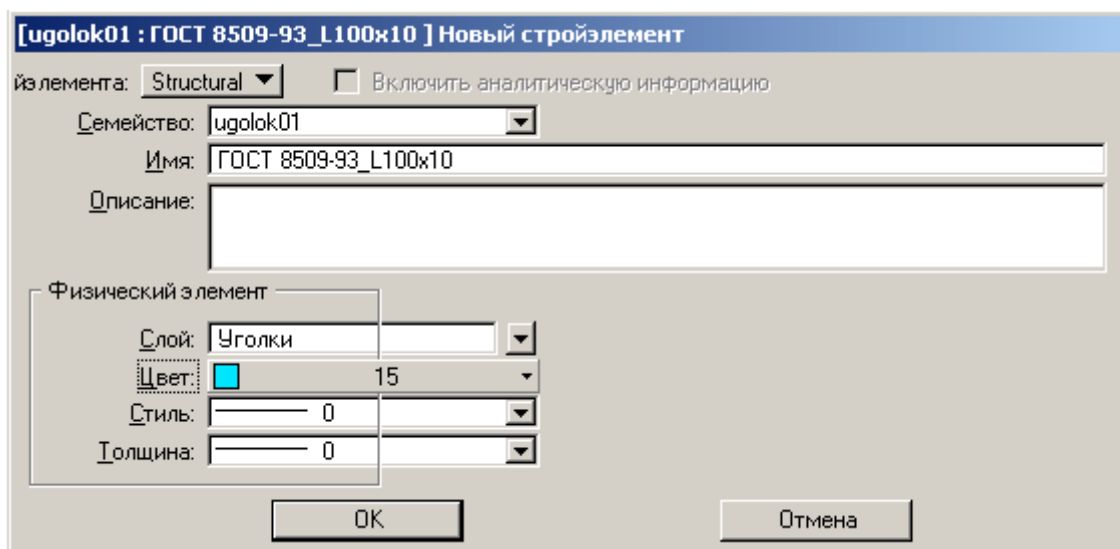 [ugolok01 : ГОСТ 8509-93_L100x10 ] Новый стройэлемент
йэлемента: Structural Включить аналитическую информацию
Семейство: ugolok01
Имя: ГОСТ 8509-93_L100x10
Описание:
Физический элемент
Слой: Уголки
Цвет: 15
Стиль: 0
Толщина: 0
OK Отмена